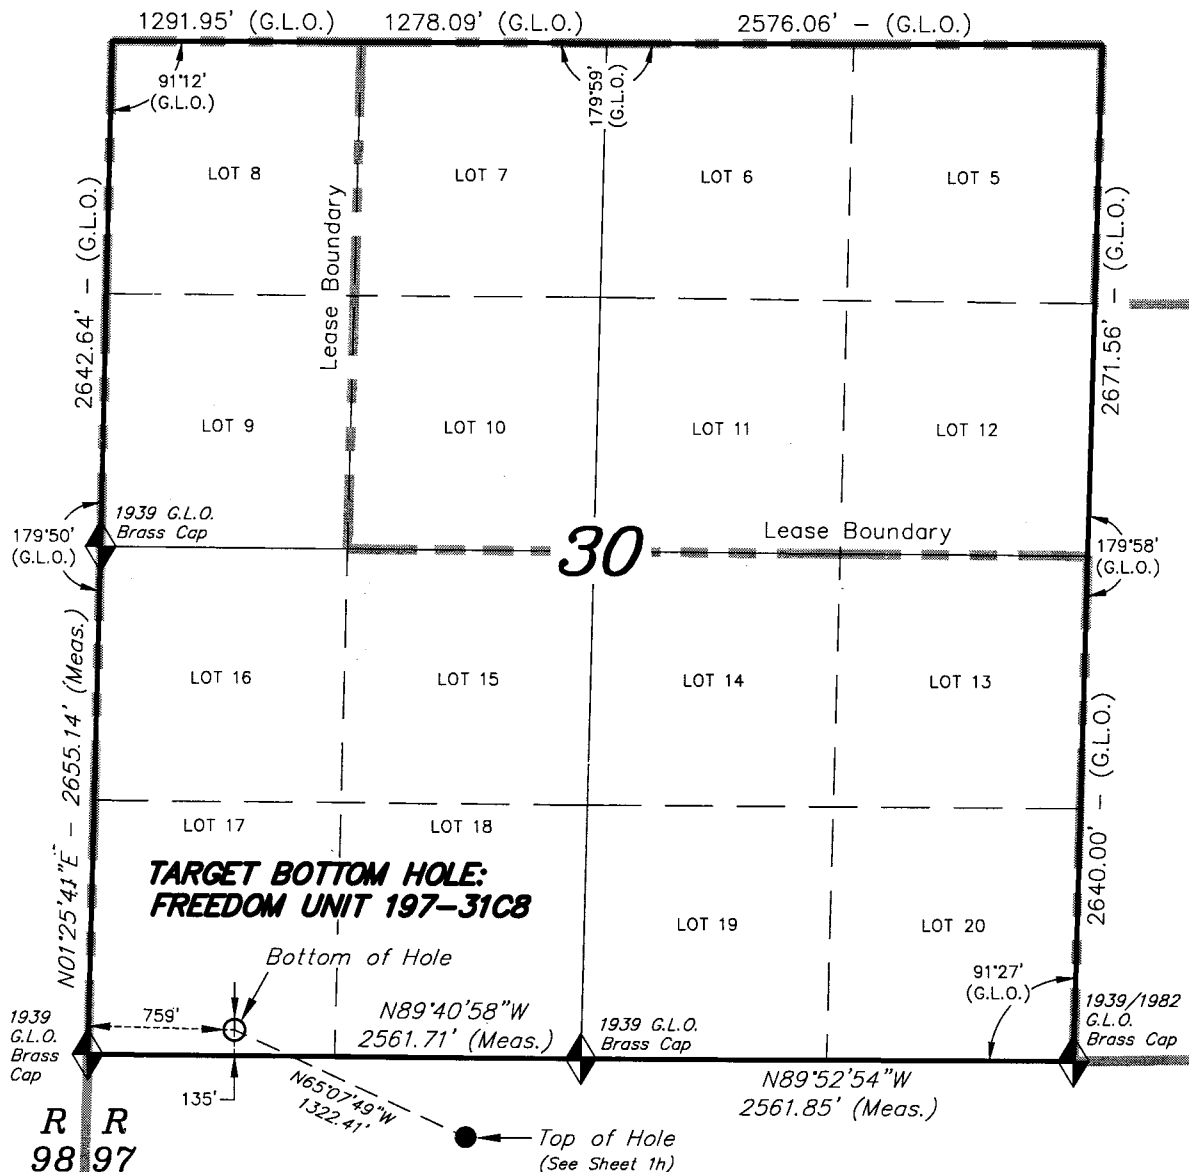 1291.95' (G.L.O.)
1278.09' (G.L.O.)
2576.06' - (G.L.O.)
91°12'
(G.L.O.)
179°59'
(G.L.O.)
LOT 8
LOT 7
LOT 6
LOT 5
2642.64' - (G.L.O.)
Lease Boundary
2671.56' - (G.L.O.)
LOT 9
LOT 10
LOT 11
LOT 12
1939 G.L.O.
Brass Cap
179°50'
(G.L.O.)
30
Lease Boundary
179°58'
(G.L.O.)
LOT 16
LOT 15
LOT 14
LOT 13
N01°25'41"E - 2655.14' (Meas.)
2640.00' - (G.L.O.)
LOT 17
LOT 18
TARGET BOTTOM HOLE:
FREEDOM UNIT 197-31C8
LOT 19
LOT 20
Bottom of Hole
91°27'
(G.L.O.)
759'
N89°40'58"W
2561.71' (Meas.)
1939
G.L.O.
Brass
Cap
1939 G.L.O.
Brass Cap
1939/1982
G.L.O.
Brass Cap
135'
N65°07'49"W
1322.41'
N89°52'54"W
2561.85' (Meas.)
R R
98 97
Top of Hole
(See Sheet 1h)